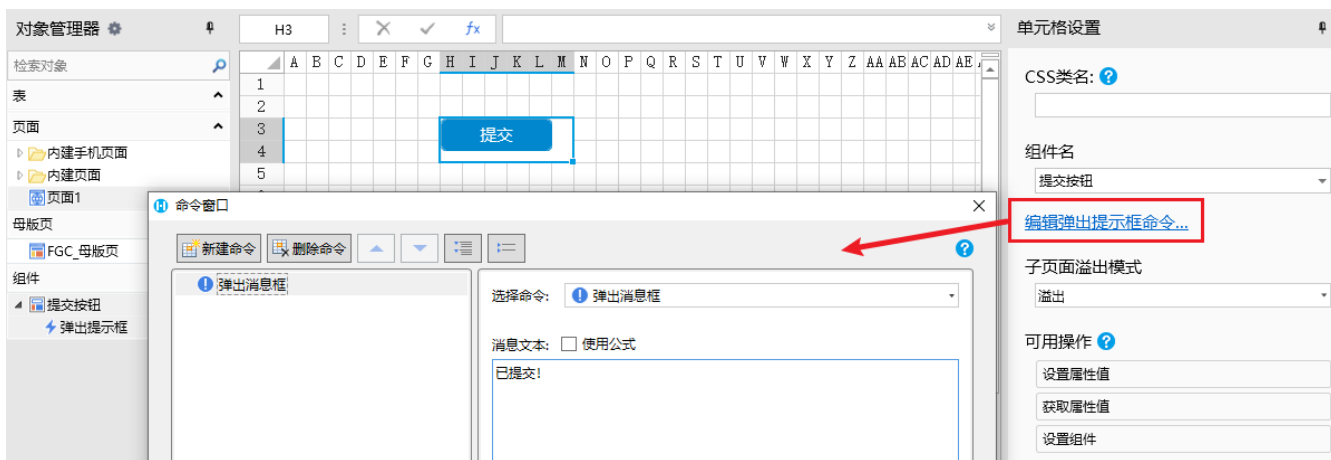 对象管理器
H3
fx
单元格设置
检索对象
A B C D E F G H I J K L M N O P Q R S T U V W X Y Z AA AB AC AD AE
CSS类名:
表
1
2
页面
3
提交
内建手机页面
4
组件名
内建页面
5
提交按钮
页面1
命令窗口
编辑弹出提示框命令...
母版页
新建命令
删除命令
FGC_母版页
子页面溢出模式
组件
弹出消息框
选择命令:
弹出消息框
溢出
提交按钮
弹出提示框
消息文本:
使用公式
可用操作
已提交!
设置属性值
获取属性值
设置组件